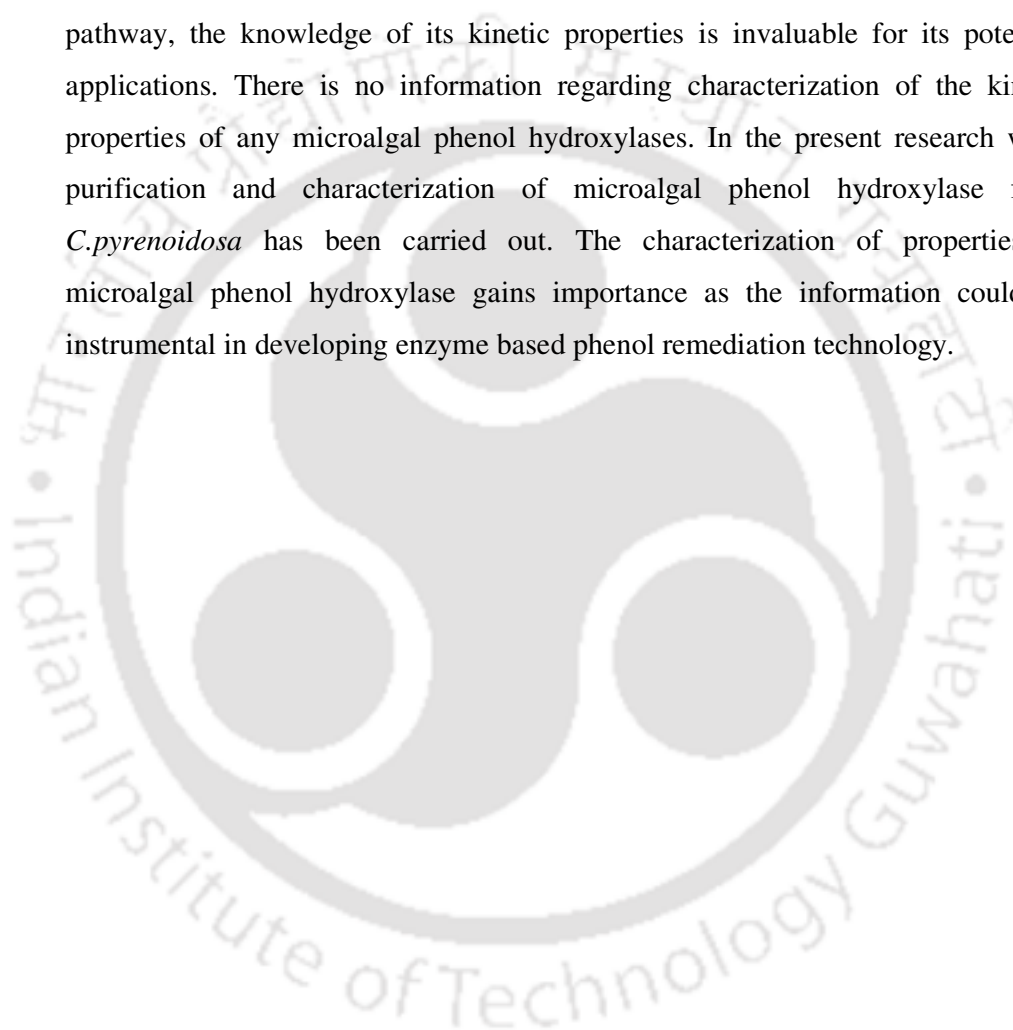 pathway, the knowledge of its kinetic properties is invaluable for its pote
applications. There is no information regarding characterization of the kin
properties of any microalgal phenol hydroxylases. In the present research w
purification and characterization of microalgal phenol hydroxylase f
C.pyrenoidosa has been carried out. The characterization of propertie
microalgal phenol hydroxylase gains importance as the information could
instrumental in developing enzyme based phenol remediation technology.
Indian Institute of Technology Guwahati